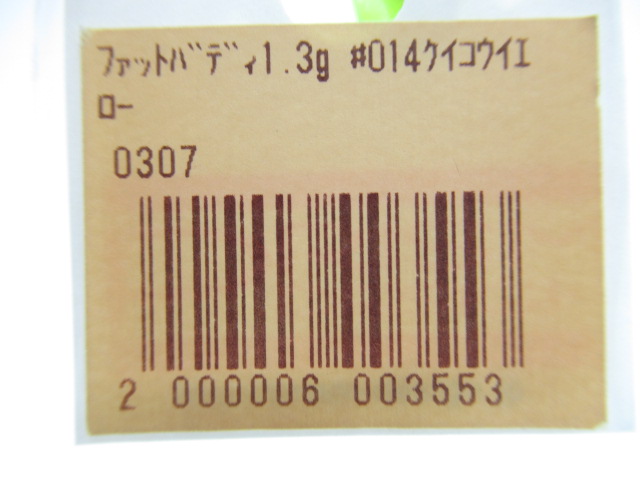 ﾌｧｯﾄﾊﾞﾃﾞｨ1.3g #014ｹｲｺｳｲｴ
ﾛｰ
0307
2 000006 003553